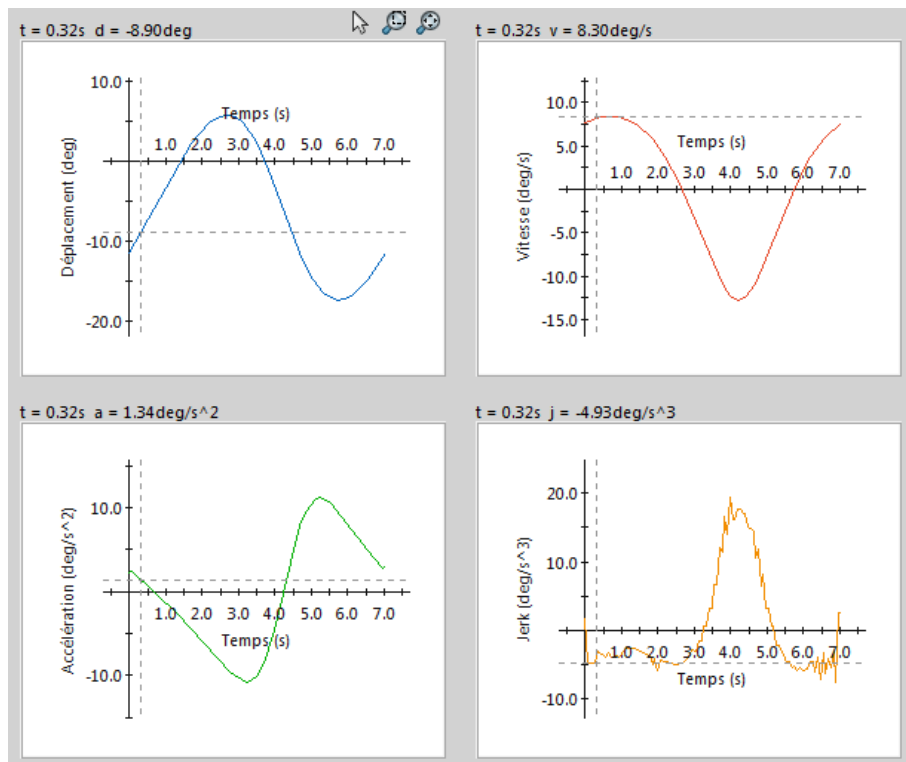 t = 0.32s d = -8.90deg
10.0
Temps (s)
1.0 2.0 3.0 4.0 5.0 6.0 7.0
Déplacement (deg)
-10.0
-20.0
t = 0.32s v = 8.30deg/s
10.0
5.0
Temps (s)
1.0 2.0 3.0 4.0 5.0 6.0 7.0
Vitesse (deg/s)
-5.0
-10.0
-15.0
t = 0.32s a = 1.34deg/s^2
10.0
Accélération (deg/s^2)
1.0 2.0 3.0 4.0 5.0 6.0 7.0
Temps (s)
-10.0
t = 0.32s j = -4.93deg/s^3
20.0
10.0
Jerk (deg/s^3)
1.0 2.0 3.0 4.0 5.0 6.0 7.0
Temps (s)
-10.0